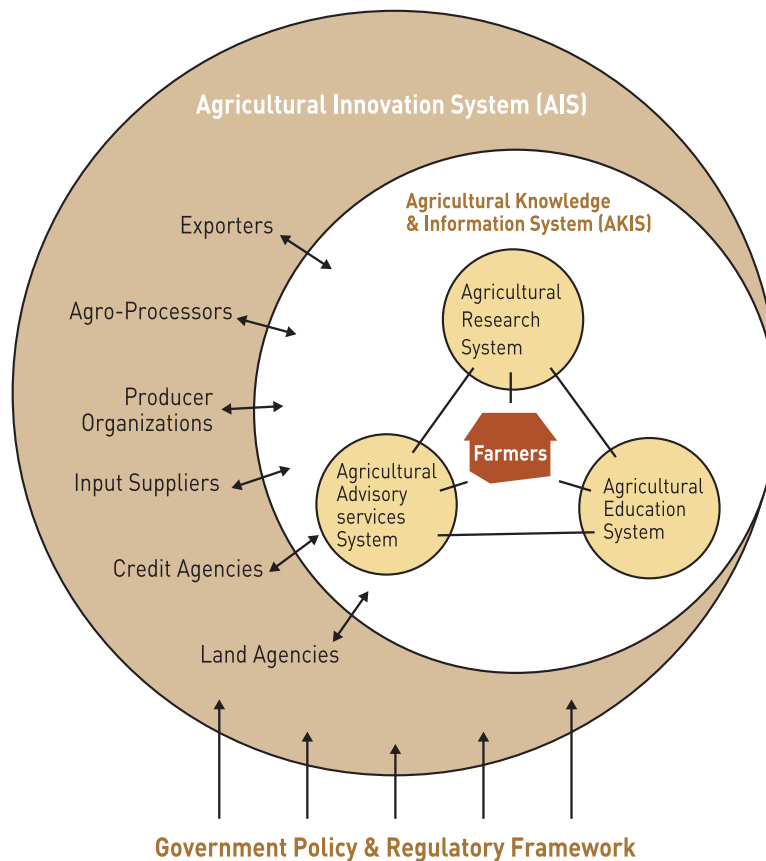 Agricultural Innovation System (AIS)
Agricultural Knowledge
& Information System (AKIS)
Exporters
Agro-Processors
Producer
Organizations
Input Suppliers
Credit Agencies
Land Agencies
Agricultural
Research
System
Farmers
Agricultural
Advisory
services
System
Agricultural
Education
System
Government Policy & Regulatory Framework